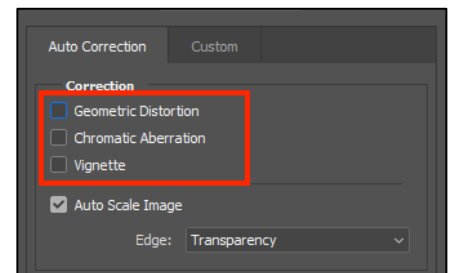 Auto Correction Custom
Correction
Geometric Distortion
Chromatic Aberration
Vignette
Auto Scale Image
Edge: Transparency